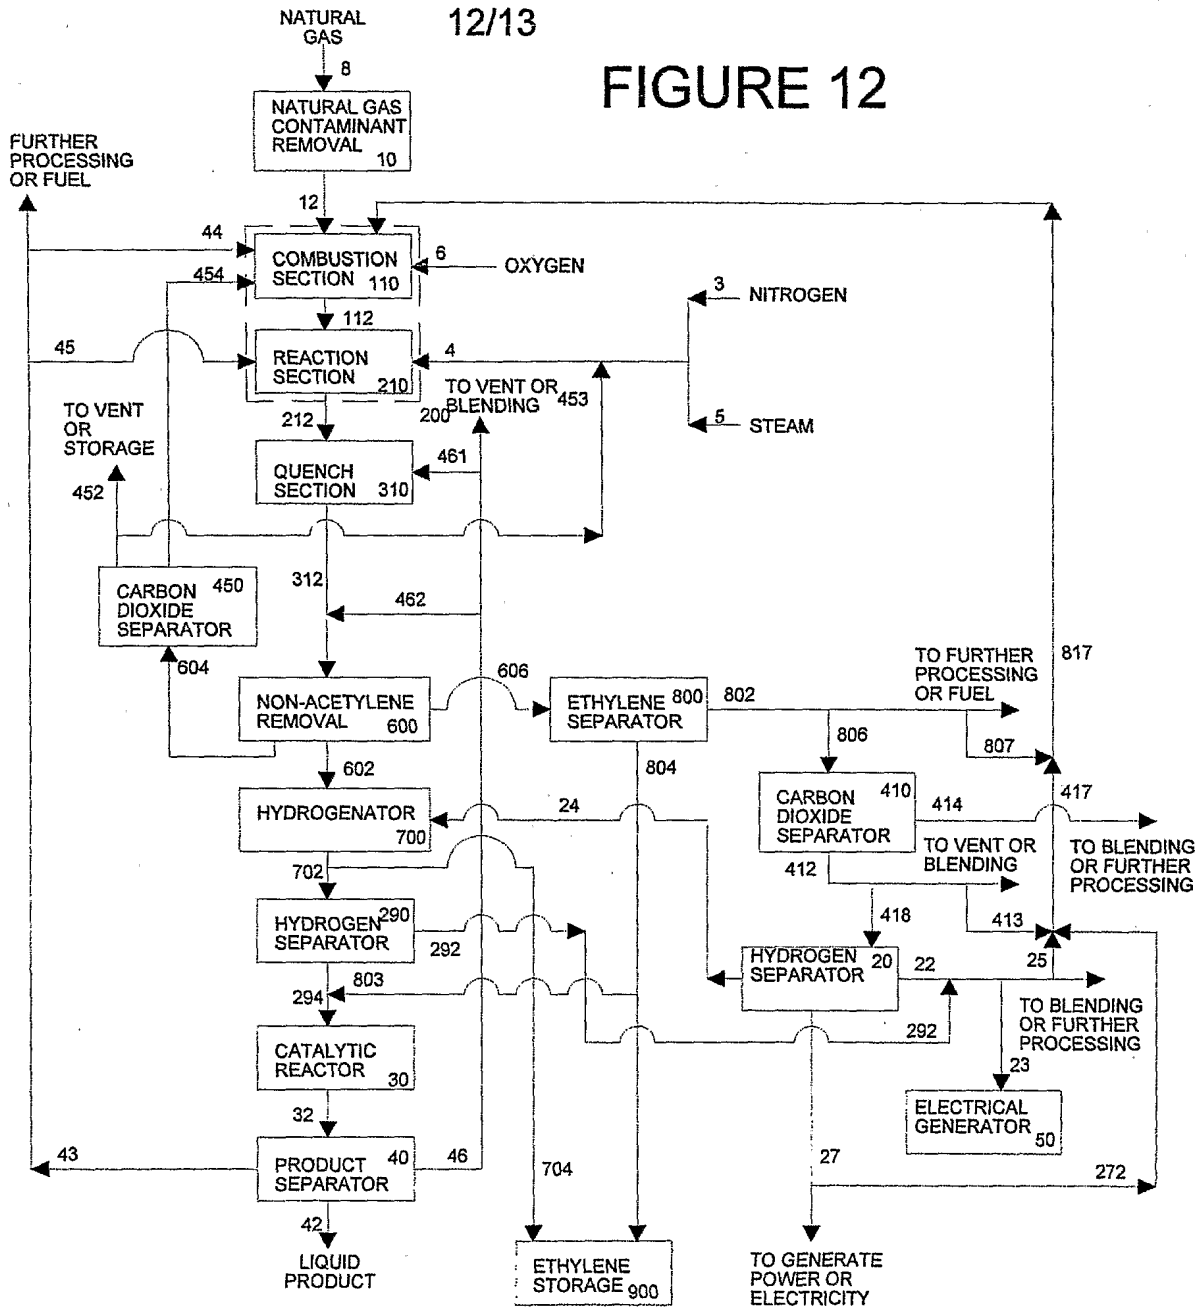 12/13
FIGURE 12
NATURAL
GAS
8
NATURAL GAS
CONTAMINANT
REMOVAL
10
FURTHER
PROCESSING
OR FUEL
12
44
COMBUSTION
SECTION
110
6
OXYGEN
454
3
NITROGEN
112
45
REACTION
SECTION
210
4
TO VENT OR
BLENDING
200
453
5
STEAM
TO VENT
OR
STORAGE
212
QUENCH
SECTION
310
461
452
312
462
CARBON
DIOXIDE
SEPARATOR
450
604
606
NON-ACETYLENE
REMOVAL
600
ETHYLENE
SEPARATOR
800
802
TO FURTHER
PROCESSING
OR FUEL
817
806
807
602
804
HYDROGENATOR
700
24
CARBON
DIOXIDE
SEPARATOR
410
414
417
TO VENT OR
BLENDING
TO BLENDING
OR FURTHER
PROCESSING
412
702
418
413
HYDROGEN
SEPARATOR
290
292
HYDROGEN
SEPARATOR
20
22
25
803
294
292
TO BLENDING
OR FURTHER
PROCESSING
CATALYTIC
REACTOR
30
23
ELECTRICAL
GENERATOR
50
32
43
PRODUCT
SEPARATOR
40
46
704
27
272
42
LIQUID
PRODUCT
ETHYLENE
STORAGE
900
TO GENERATE
POWER OR
ELECTRICITY